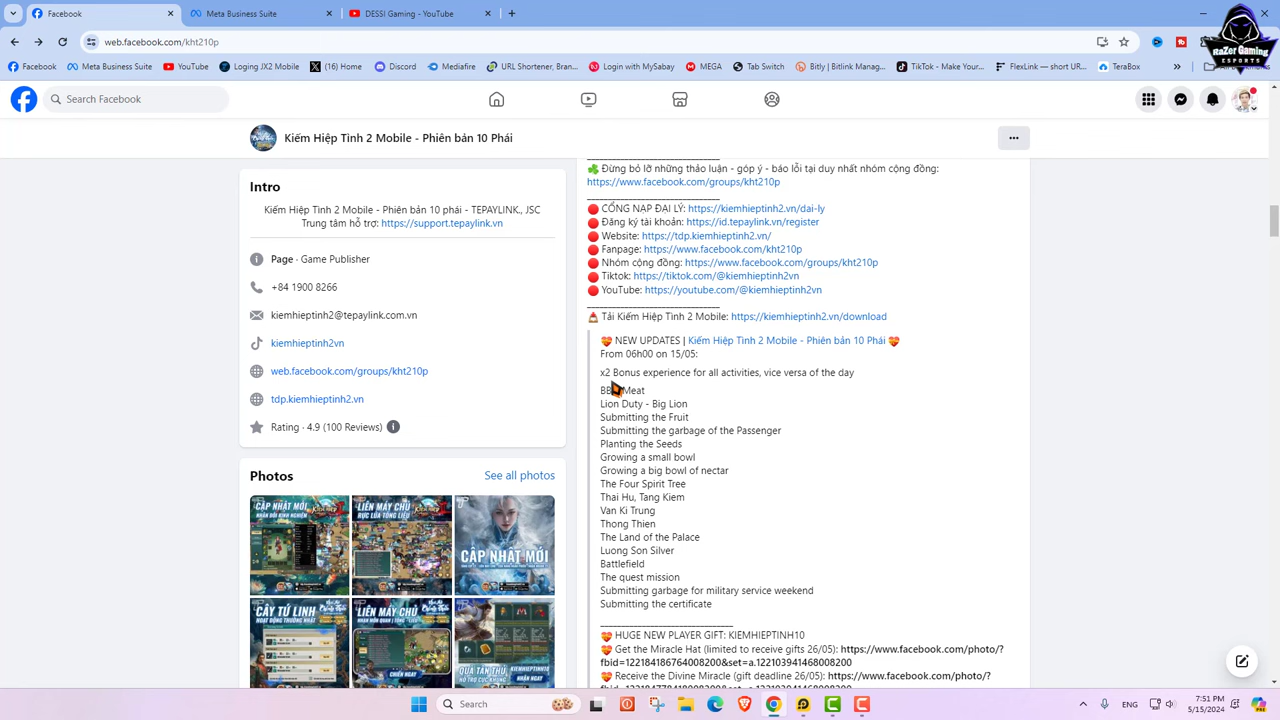 Facebook
Meta Business Suite
DESSI Gaming - YouTube
web.facebook.com/kht210p
RaZer Gaming
ESPORTS
Facebook
Meta Business Suite
YouTube
Loging JX2 Mobile
(16) Home
Discord
Mediafire
Login with MySabay
MEGA
Tab Switch
Bitly | Bitlink Manag...
TikTok - Make Your...
FlexLink — short UR...
TeraBox
Search Facebook
Kiếm Hiệp Tình 2 Mobile - Phiên bản 10 Phái
Intro
Kiếm Hiệp Tình 2 Mobile - Phiên bản 10 phái - TEPAYLINK., JSC
Trung tâm hỗ trợ: https://support.tepaylink.vn
Page · Game Publisher
+84 1900 8266
kiemhieptinh2@tepaylink.com.vn
kiemhieptinh2vn
web.facebook.com/groups/kht210p
tdp.kiemhieptinh2.vn
Rating · 4.9 (100 Reviews)
Photos
See all photos
CẬP NHẬT MỚI
LIÊN MÁY CHỦ
CẬP NHẬT MỚI
CÂY TỨ LINH
LIÊN MÁY CHỦ
Đừng bỏ lỡ những thảo luận - góp ý - báo lỗi tại duy nhất nhóm cộng đồng:
https://www.facebook.com/groups/kht210p
CỔNG NẠP ĐẠI LÝ: https://kiemhieptinh2.vn/dai-ly
Đăng ký tài khoản: https://id.tepaylink.vn/register
Website: https://tdp.kiemhieptinh2.vn/
Fanpage: https://www.facebook.com/kht210p
Nhóm cộng đồng: https://www.facebook.com/groups/kht210p
Tiktok: https://tiktok.com/@kiemhieptinh2vn
YouTube: https://youtube.com/@kiemhieptinh2vn
Tải Kiếm Hiệp Tình 2 Mobile: https://kiemhieptinh2.vn/download
NEW UPDATES | Kiếm Hiệp Tình 2 Mobile - Phiên bản 10 Phái
From 06h00 on 15/05:
x2 Bonus experience for all activities, vice versa of the day
Meat
Lion Duty - Big Lion
Submitting the Fruit
Submitting the garbage of the Passenger
Planting the Seeds
Growing a small bowl
Growing a big bowl of nectar
The Four Spirit Tree
Thai Hu, Tang Kiem
Van Ki Trung
Thong Thien
The Land of the Palace
Luong Son Silver
Battlefield
The quest mission
Submitting garbage for military service weekend
Submitting the certificate
HUGE NEW PLAYER GIFT: KIEMHIEPTINH10
Get the Miracle Hat (limited to receive gifts 26/05): https://www.facebook.com/photo/?
fbid=122184186764008200&set=a.122103941468008200
Receive the Divine Miracle (gift deadline 26/05): https://www.facebook.com/photo/?
Search
ENG
7:51 PM
5/15/2024